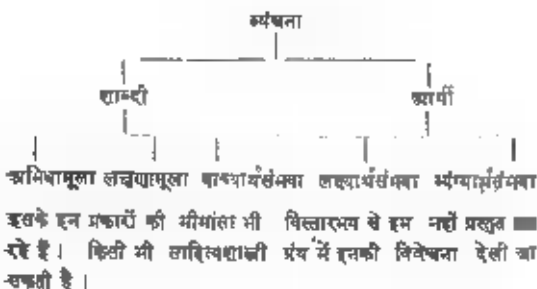 व्यंजना
शाब्दी आर्थी
अभिधामूला लक्षणामूला वाच्यार्थसंभवा लक्ष्यार्थसंभवा व्यंग्यार्थसंभवा
इसके इन प्रकारों की मीमांसा भी विस्तारभय से हम नहीं प्रस्तुत
रहे हैं। किसी भी साहित्यशास्त्री ग्रंथ में इनकी विवेचना देखी जा
सकती है।